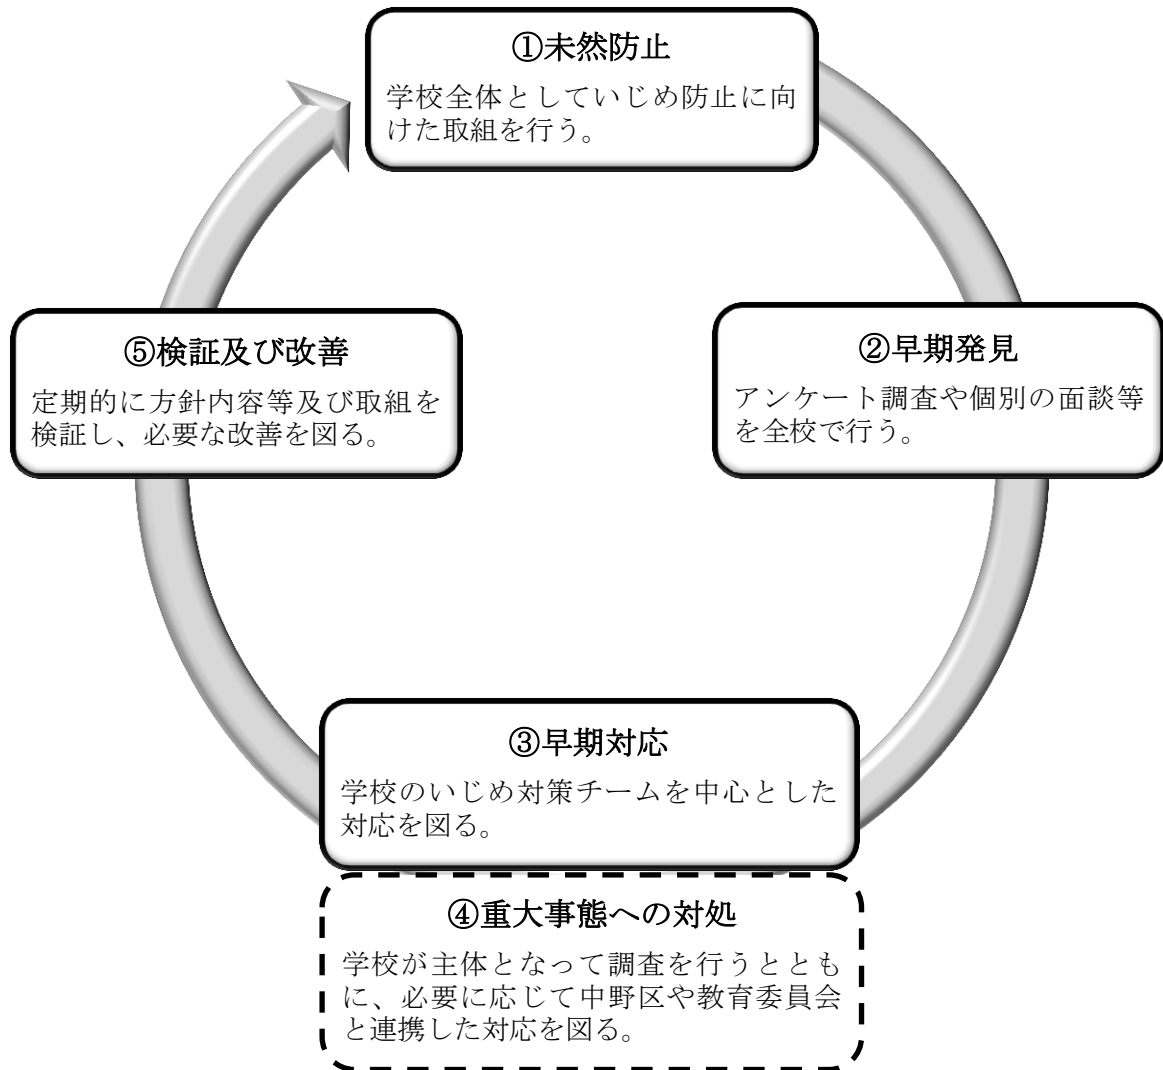 ①未然防止
学校全体としていじめ防止に向
けた取組を行う。
②早期発見
アンケート調査や個別の面談等
を全校で行う。
③早期対応
学校のいじめ対策チームを中心とした
対応を図る。
④重大事態への対処
学校が主体となって調査を行うととも
に、必要に応じて中野区や教育委員会
と連携した対応を図る。
⑤検証及び改善
定期的に方針内容等及び取組を
検証し、必要な改善を図る。